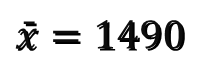 x̄ = 1490